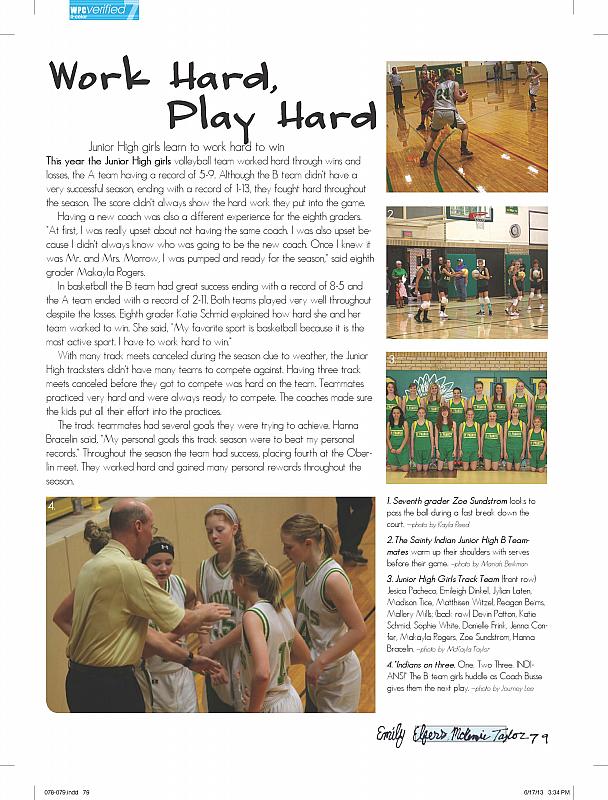 WPC verified 7
4-color
Work Hard,
Play Hard
Junior High girls learn to work hard to win
This year the Junior High girls volleyball team worked hard through wins and
losses, the A team having a record of 5-9. Although the B team didn't have a
very successful season, ending with a record of 1-13, they fought hard throughout
the season. The score didn't always show the hard work they put into the game.
Having a new coach was also a different experience for the eighth graders.
"At first, I was really upset about not having the same coach. I was also upset be-
cause I didn't always know who was going to be the new coach. Once I knew it
was Mr. and Mrs. Morrow, I was pumped and ready for the season," said eighth
grader Makayla Rogers.
In basketball the B team had great success ending with a record of 8-5 and
the A team ended with a record of 2-11. Both teams played very well throughout
despite the losses. Eighth grader Katie Schmid explained how hard she and her
team worked to win. She said, "My favorite sport is basketball because it is the
most active sport. I have to work hard to win."
With many track meets canceled during the season due to weather, the Junior
High tracksters didn't have many teams to compete against. Having three track
meets canceled before they got to compete was hard on the team. Teammates
practiced very hard and were always ready to compete. The coaches made sure
the kids put all their effort into the practices.
The track teammates had several goals they were trying to achieve. Hanna
Bracelin said, "My personal goals this track season were to beat my personal
records." Throughout the season the team had success, placing fourth at the Ober-
lin meet. They worked hard and gained many personal rewards throughout the
season.
2.
3.
4.
1. Seventh grader Zoe Sundstrom looks to
pass the ball during a fast break down the
court. —photo by Kayla Reed
2. The Sainty Indian Junior High B Team-
mates warm up their shoulders with serves
before their game. —photo by Mariah Beikman
3. Junior High Girls Track Team (front row)
Jesica Pacheco, Emileigh Dinkel, Jylian Laten,
Madison Tice, Matthisen Witzel, Reagan Beims,
Mallory Mills; (back row) Devin Patton, Katie
Schmid, Sophie White, Danielle Frink, Jenna Con-
fer, Makayla Rogers, Zoe Sundstrom, Hanna
Bracelin. —photo by McKayla Taylor
4. "Indians on three. One, Two Three. INDI-
ANS!" The B team girls huddle as Coach Busse
gives them the next play. —photo by Journey Lee
Emily Elfers McKenzie Taylor 79
078-079.indd 79
6/17/13 3:34 PM